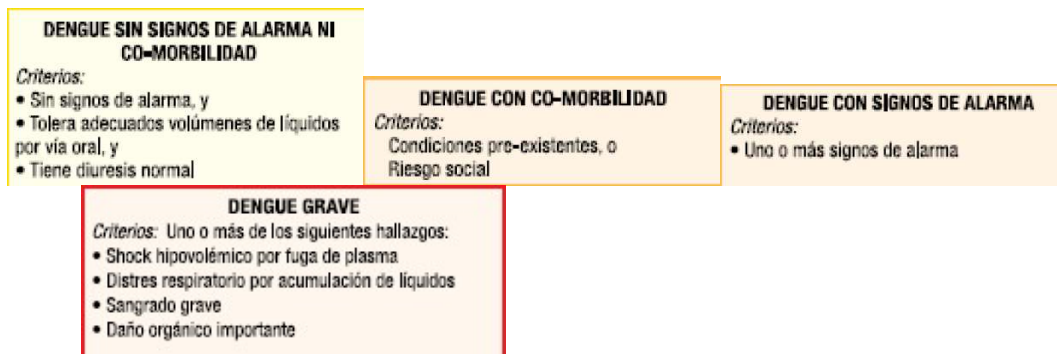 DENGUE SIN SIGNOS DE ALARMA NI
CO-MORBILIDAD
Criterios:
• Sin signos de alarma, y
• Tolera adecuados volúmenes de líquidos
por vía oral, y
• Tiene diuresis normal
DENGUE CON CO-MORBILIDAD
Criterios:
Condiciones pre-existentes, o
Riesgo social
DENGUE CON SIGNOS DE ALARMA
Criterios:
• Uno o más signos de alarma
DENGUE GRAVE
Criterios: Uno o más de los siguientes hallazgos:
• Shock hipovolémico por fuga de plasma
• Distres respiratorio por acumulación de líquidos
• Sangrado grave
• Daño orgánico importante